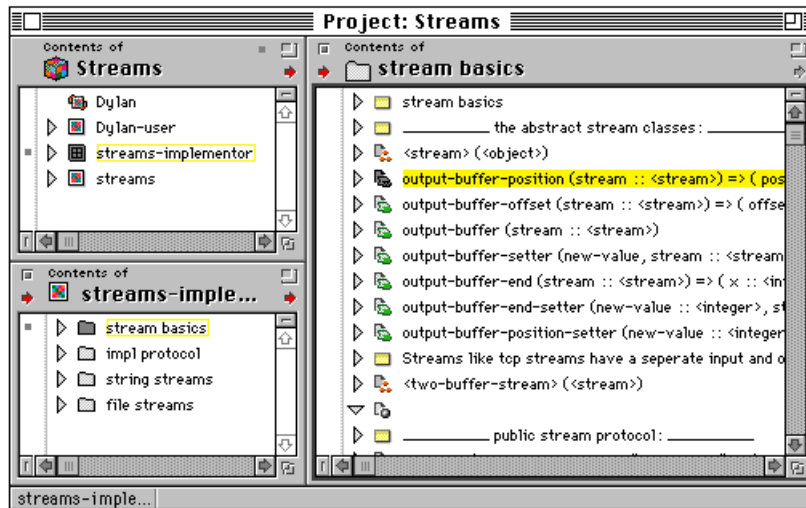 Project: Streams
Contents of
Streams
Dylan
Dylan-user
streams-implementor
streams
Contents of
streams-imple...
stream basics
impl protocol
string streams
file streams
Contents of
stream basics
stream basics
__________ the abstract stream classes: __________
<stream> (<object>)
output-buffer-position (stream :: <stream>) => ( pos
output-buffer-offset (stream :: <stream>) => ( offse
output-buffer (stream :: <stream>)
output-buffer-setter (new-value, stream :: <stream
output-buffer-end (stream :: <stream>) => ( x :: <int
output-buffer-end-setter (new-value :: <integer>, st
output-buffer-position-setter (new-value :: <integer
Streams like tcp streams have a seperate input and o
<two-buffer-stream> (<stream>)
__________ public stream protocol: __________
streams-imple...